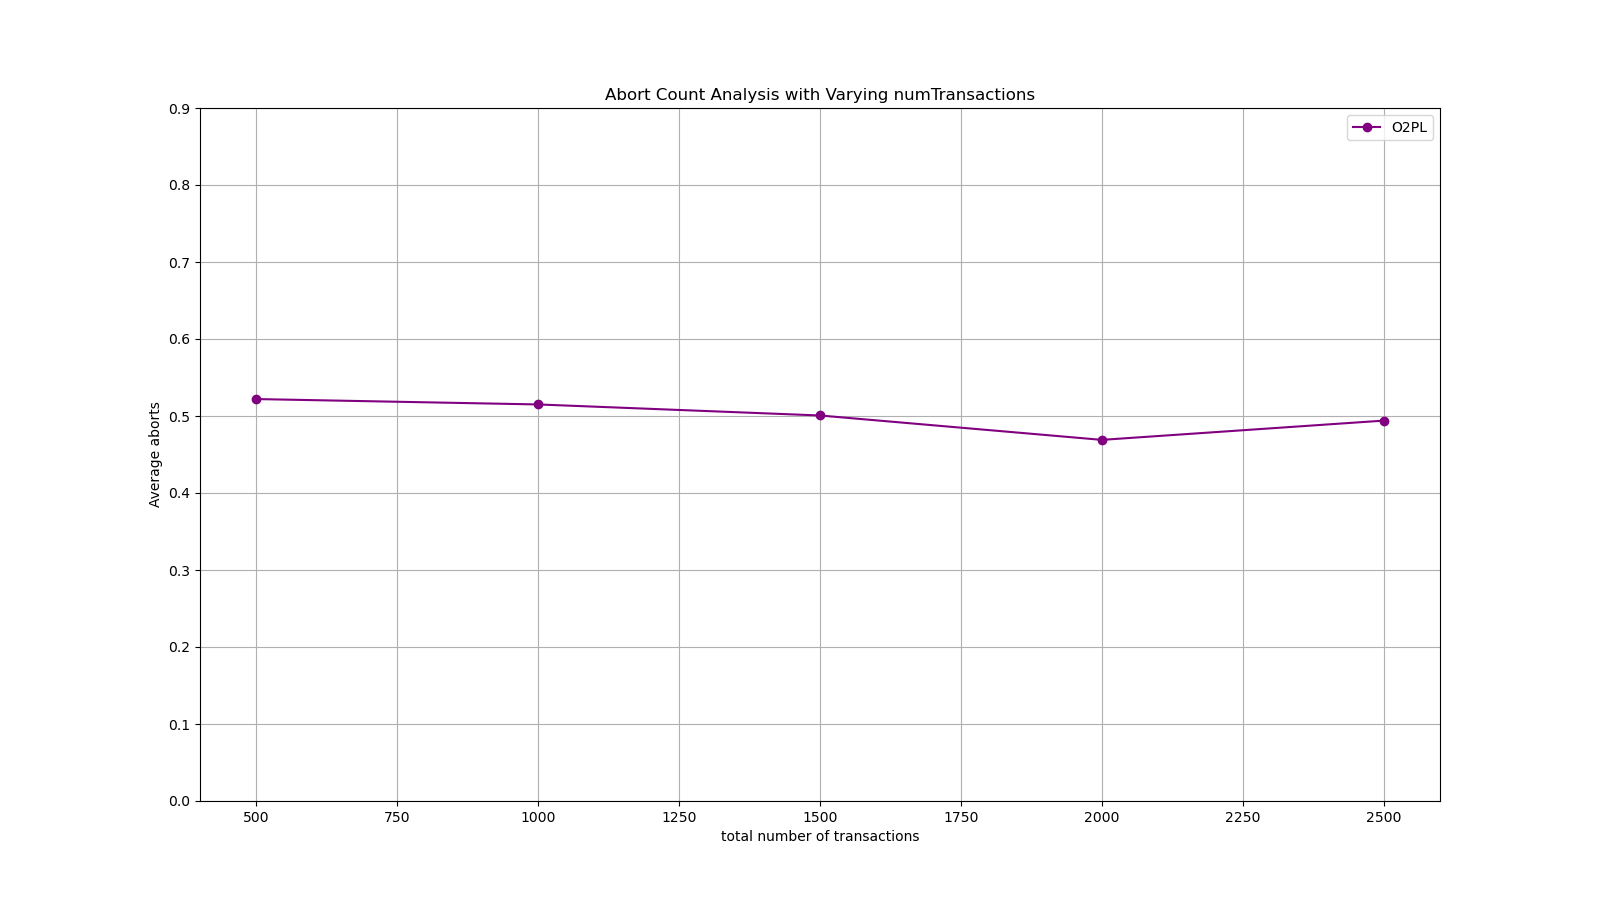 Abort Count Analysis with Varying numTransactions
O2PL
0.9
0.8
0.7
0.6
0.5
0.4
0.3
0.2
0.1
0.0
Average aborts
500 750 1000 1250 1500 1750 2000 2250 2500
total number of transactions